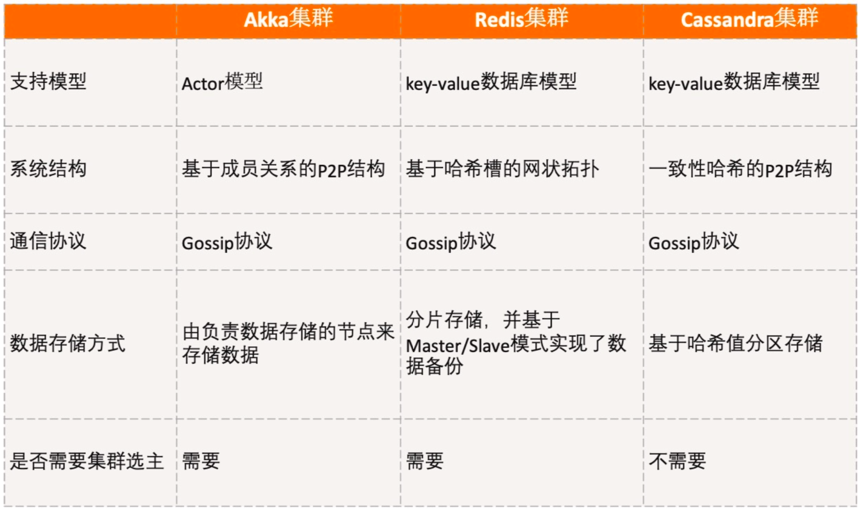 Akka集群 Redis集群 Cassandra集群
支持模型 Actor模型 key-value数据库模型 key-value数据库模型
系统结构 基于成员关系的P2P结构 基于哈希槽的网状拓扑 一致性哈希的P2P结构
通信协议 Gossip协议 Gossip协议 Gossip协议
数据存储方式
由负责数据存储的节点来
存储数据
分片存储，并基于
Master/Slave模式实现了数
据备份
基于哈希值分区存储
是否需要集群选主 需要 需要 不需要